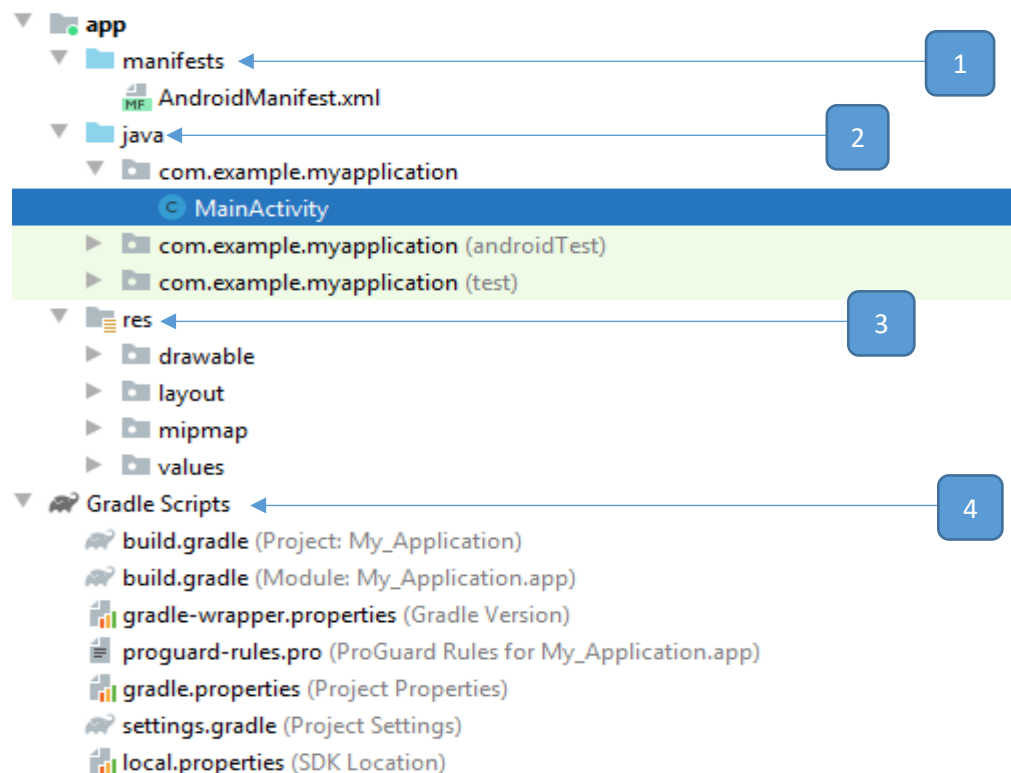 app
manifests
1
MF AndroidManifest.xml
java
2
com.example.myapplication
C MainActivity
com.example.myapplication (androidTest)
com.example.myapplication (test)
res
3
drawable
layout
mipmap
values
Gradle Scripts
4
build.gradle (Project: My_Application)
build.gradle (Module: My_Application.app)
gradle-wrapper.properties (Gradle Version)
proguard-rules.pro (ProGuard Rules for My_Application.app)
gradle.properties (Project Properties)
settings.gradle (Project Settings)
local.properties (SDK Location)